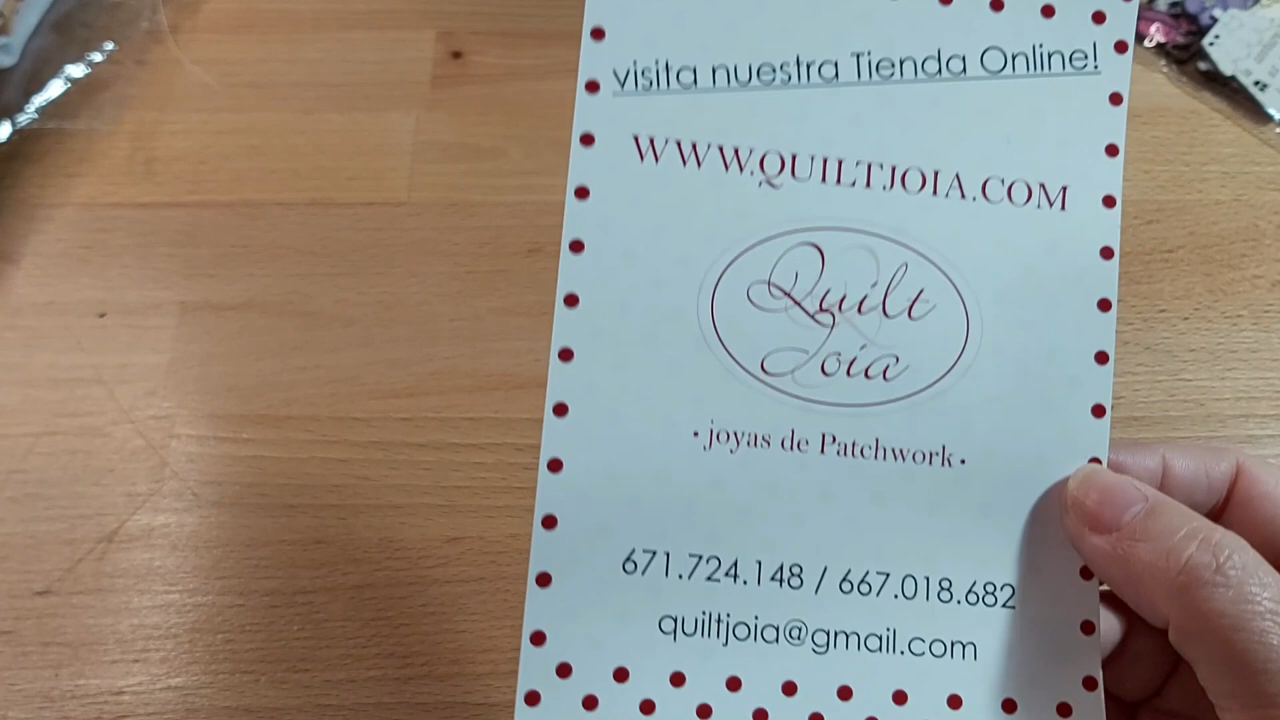 visita nuestra Tienda Online!
WWW.QUILTJOIA.COM
Quilt
Joia
· joyas de Patchwork ·
671.724.148 / 667.018.682
quiltjoia@gmail.com